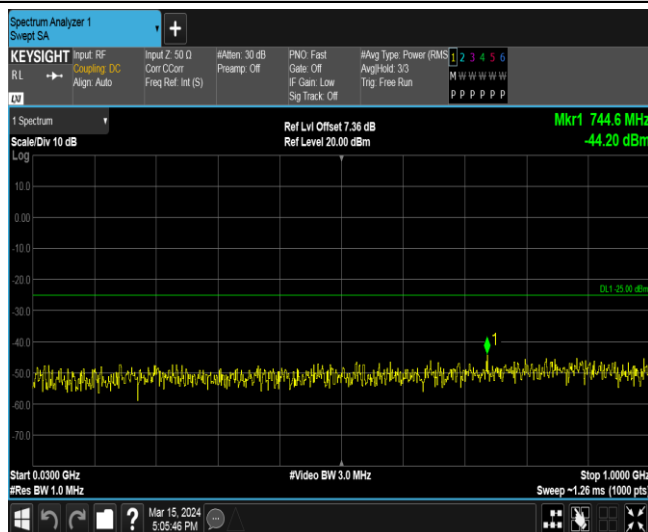 Spectrum Analyzer 1
Swept SA
+
KEYSIGHT
RL
LXI
Input: RF
Coupling: DC
Align: Auto
Input Z: 50 Ω
Corr CCorr
Freq Ref: Int (S)
#Atten: 30 dB
Preamp: Off
PNO: Fast
Gate: Off
IF Gain: Low
Sig Track: Off
#Avg Type: Power (RMS
Avg|Hold: 3/3
Trig: Free Run
1 2 3 4 5 6
M W W W W W
P P P P P P
1 Spectrum
Scale/Div 10 dB
Log
Ref Lvl Offset 7.36 dB
Ref Level 20.00 dBm
Mkr1 744.6 MHz
-44.20 dBm
10.0
0.00
-10.0
-20.0
DL1 -25.00 dBm
-30.0
-40.0
1
-50.0
-60.0
-70.0
Start 0.0300 GHz
#Res BW 1.0 MHz
#Video BW 3.0 MHz
Stop 1.0000 GHz
Sweep ~1.26 ms (1000 pts)
?
Mar 15, 2024
5:05:46 PM